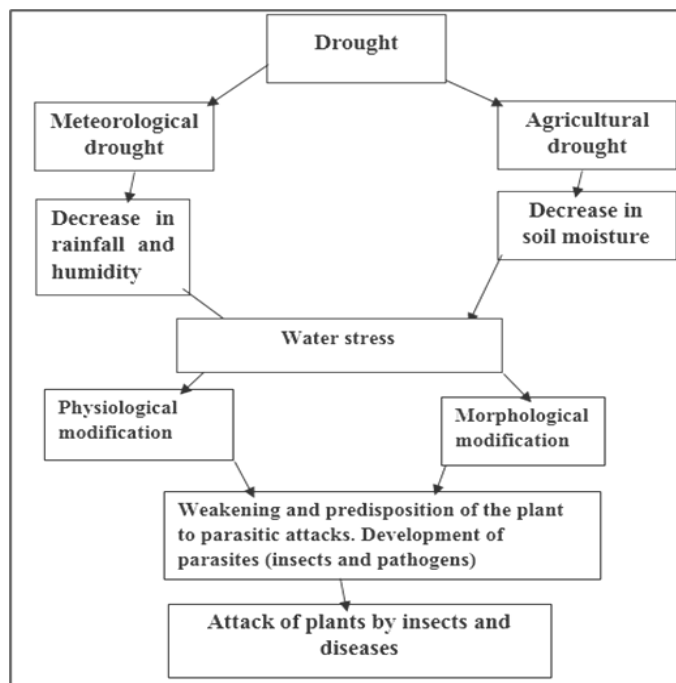 Drought
Meteorological
drought
Agricultural
drought
Decrease in
rainfall and
humidity
Decrease in
soil moisture
Water stress
Physiological
modification
Morphological
modification
Weakening and predisposition of the plant
to parasitic attacks. Development of
parasites (insects and pathogens)
Attack of plants by insects and
diseases